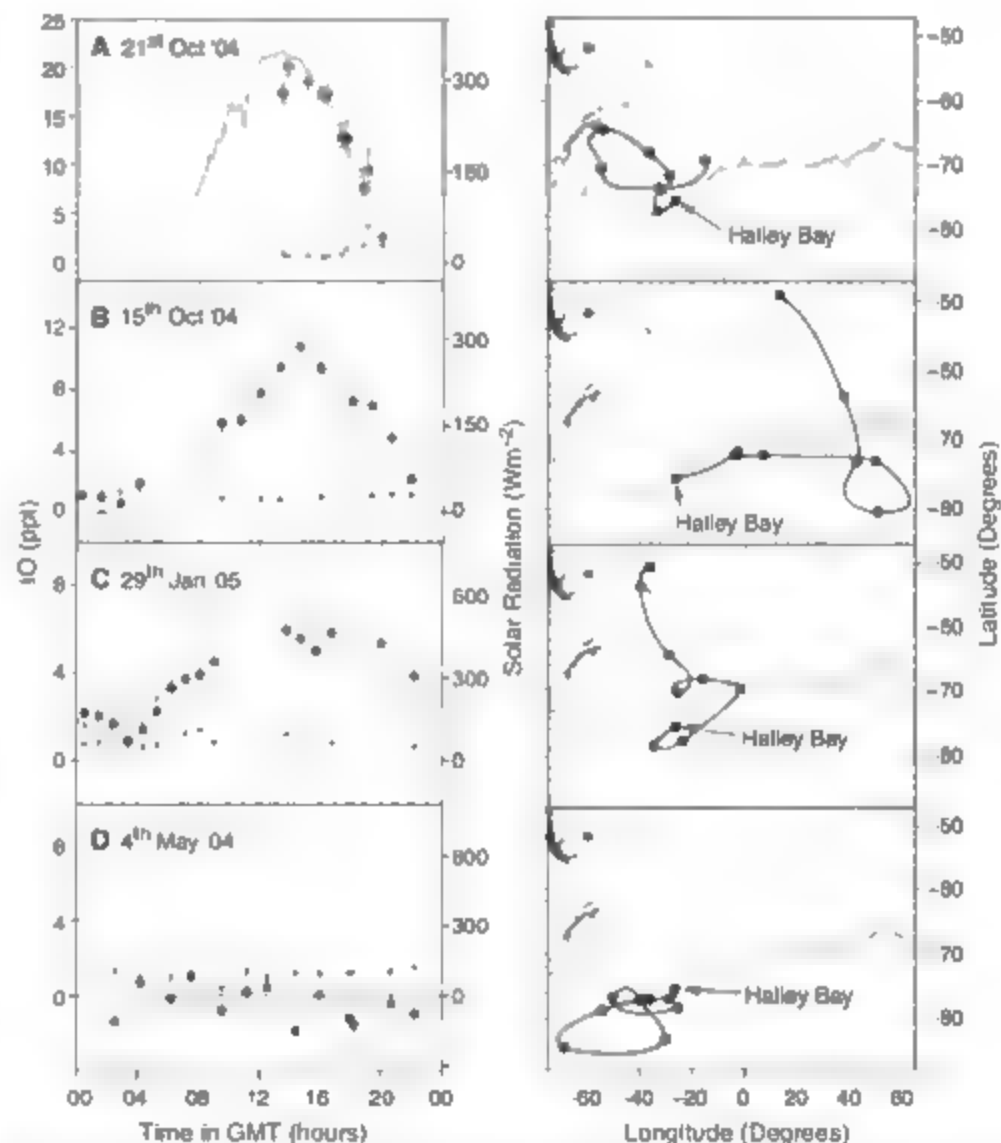 A 21st Oct '04
25
20
15
10
5
0
300
150
0
Halley Bay
-50
-60
-70
-80
B 15th Oct '04
12
8
4
0
300
150
0
Halley Bay
-50
-60
-70
-80
IO (ppt)
Solar Radiation (Wm-2)
Latitude (Degrees)
C 29th Jan 05
8
4
0
600
300
0
Halley Bay
-50
-60
-70
-80
D 4th May 04
8
4
0
600
300
0
Halley Bay
-50
-60
-70
-80
00 04 08 12 16 20 00
-60 -40 -20 0 20 40 60
Time in GMT (hours)
Longitude (Degrees)